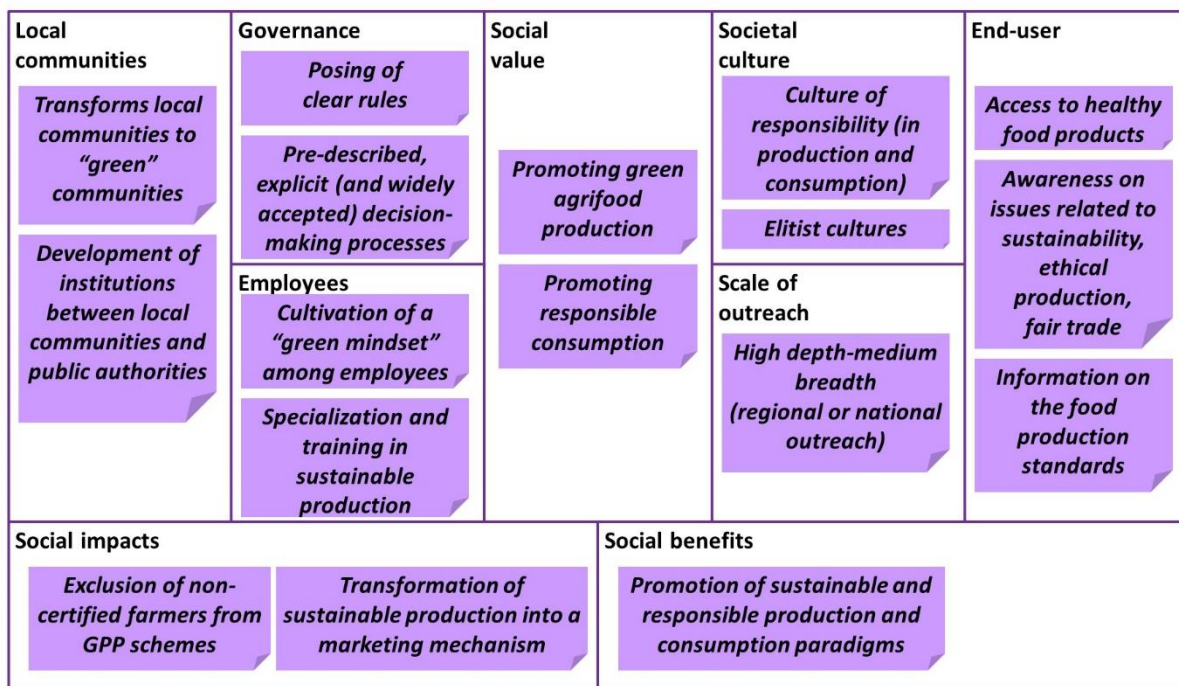 Local
communities
Transforms local
communities to
“green”
communities
Development of
institutions
between local
communities and
public authorities
Governance
Posing of
clear rules
Pre-described,
explicit (and widely
accepted) decision-
making processes
Employees
Cultivation of a
“green mindset”
among employees
Specialization and
training in
sustainable
production
Social
value
Promoting green
agrifood
production
Promoting
responsible
consumption
Societal
culture
Culture of
responsibility (in
production and
consumption)
Elitist cultures
Scale of
outreach
High depth-medium
breadth
(regional or national
outreach)
End-user
Access to healthy
food products
Awareness on
issues related to
sustainability,
ethical
production,
fair trade
Information on
the food
production
standards
Social impacts
Exclusion of non-
certified farmers from
GPP schemes
Transformation of
sustainable production into a
marketing mechanism
Social benefits
Promotion of sustainable and
responsible production and
consumption paradigms